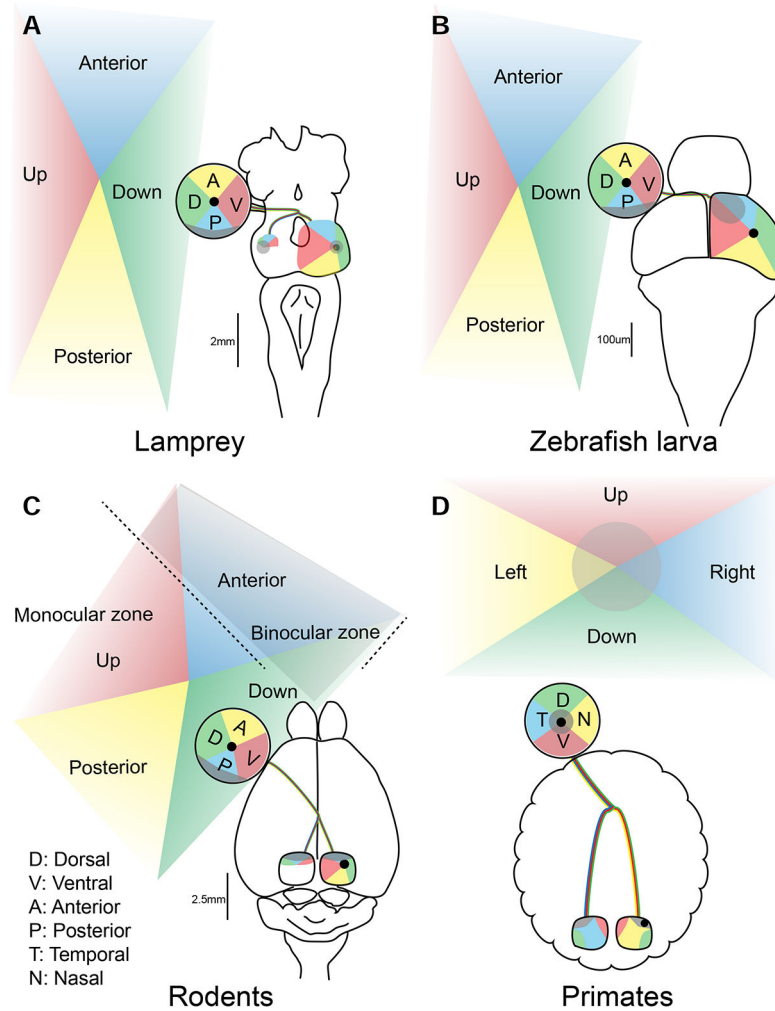 A
Anterior
Up
Down
Posterior
A
D
V
P
2mm
Lamprey
B
Anterior
Up
Down
Posterior
A
D
V
P
100um
Zebrafish larva
C
Anterior
Monocular zone
Binocular zone
Up
Down
Posterior
A
D
V
P
D: Dorsal
V: Ventral
A: Anterior
P: Posterior
T: Temporal
N: Nasal
2.5mm
Rodents
D
Up
Left
Right
Down
D
T
N
V
Primates